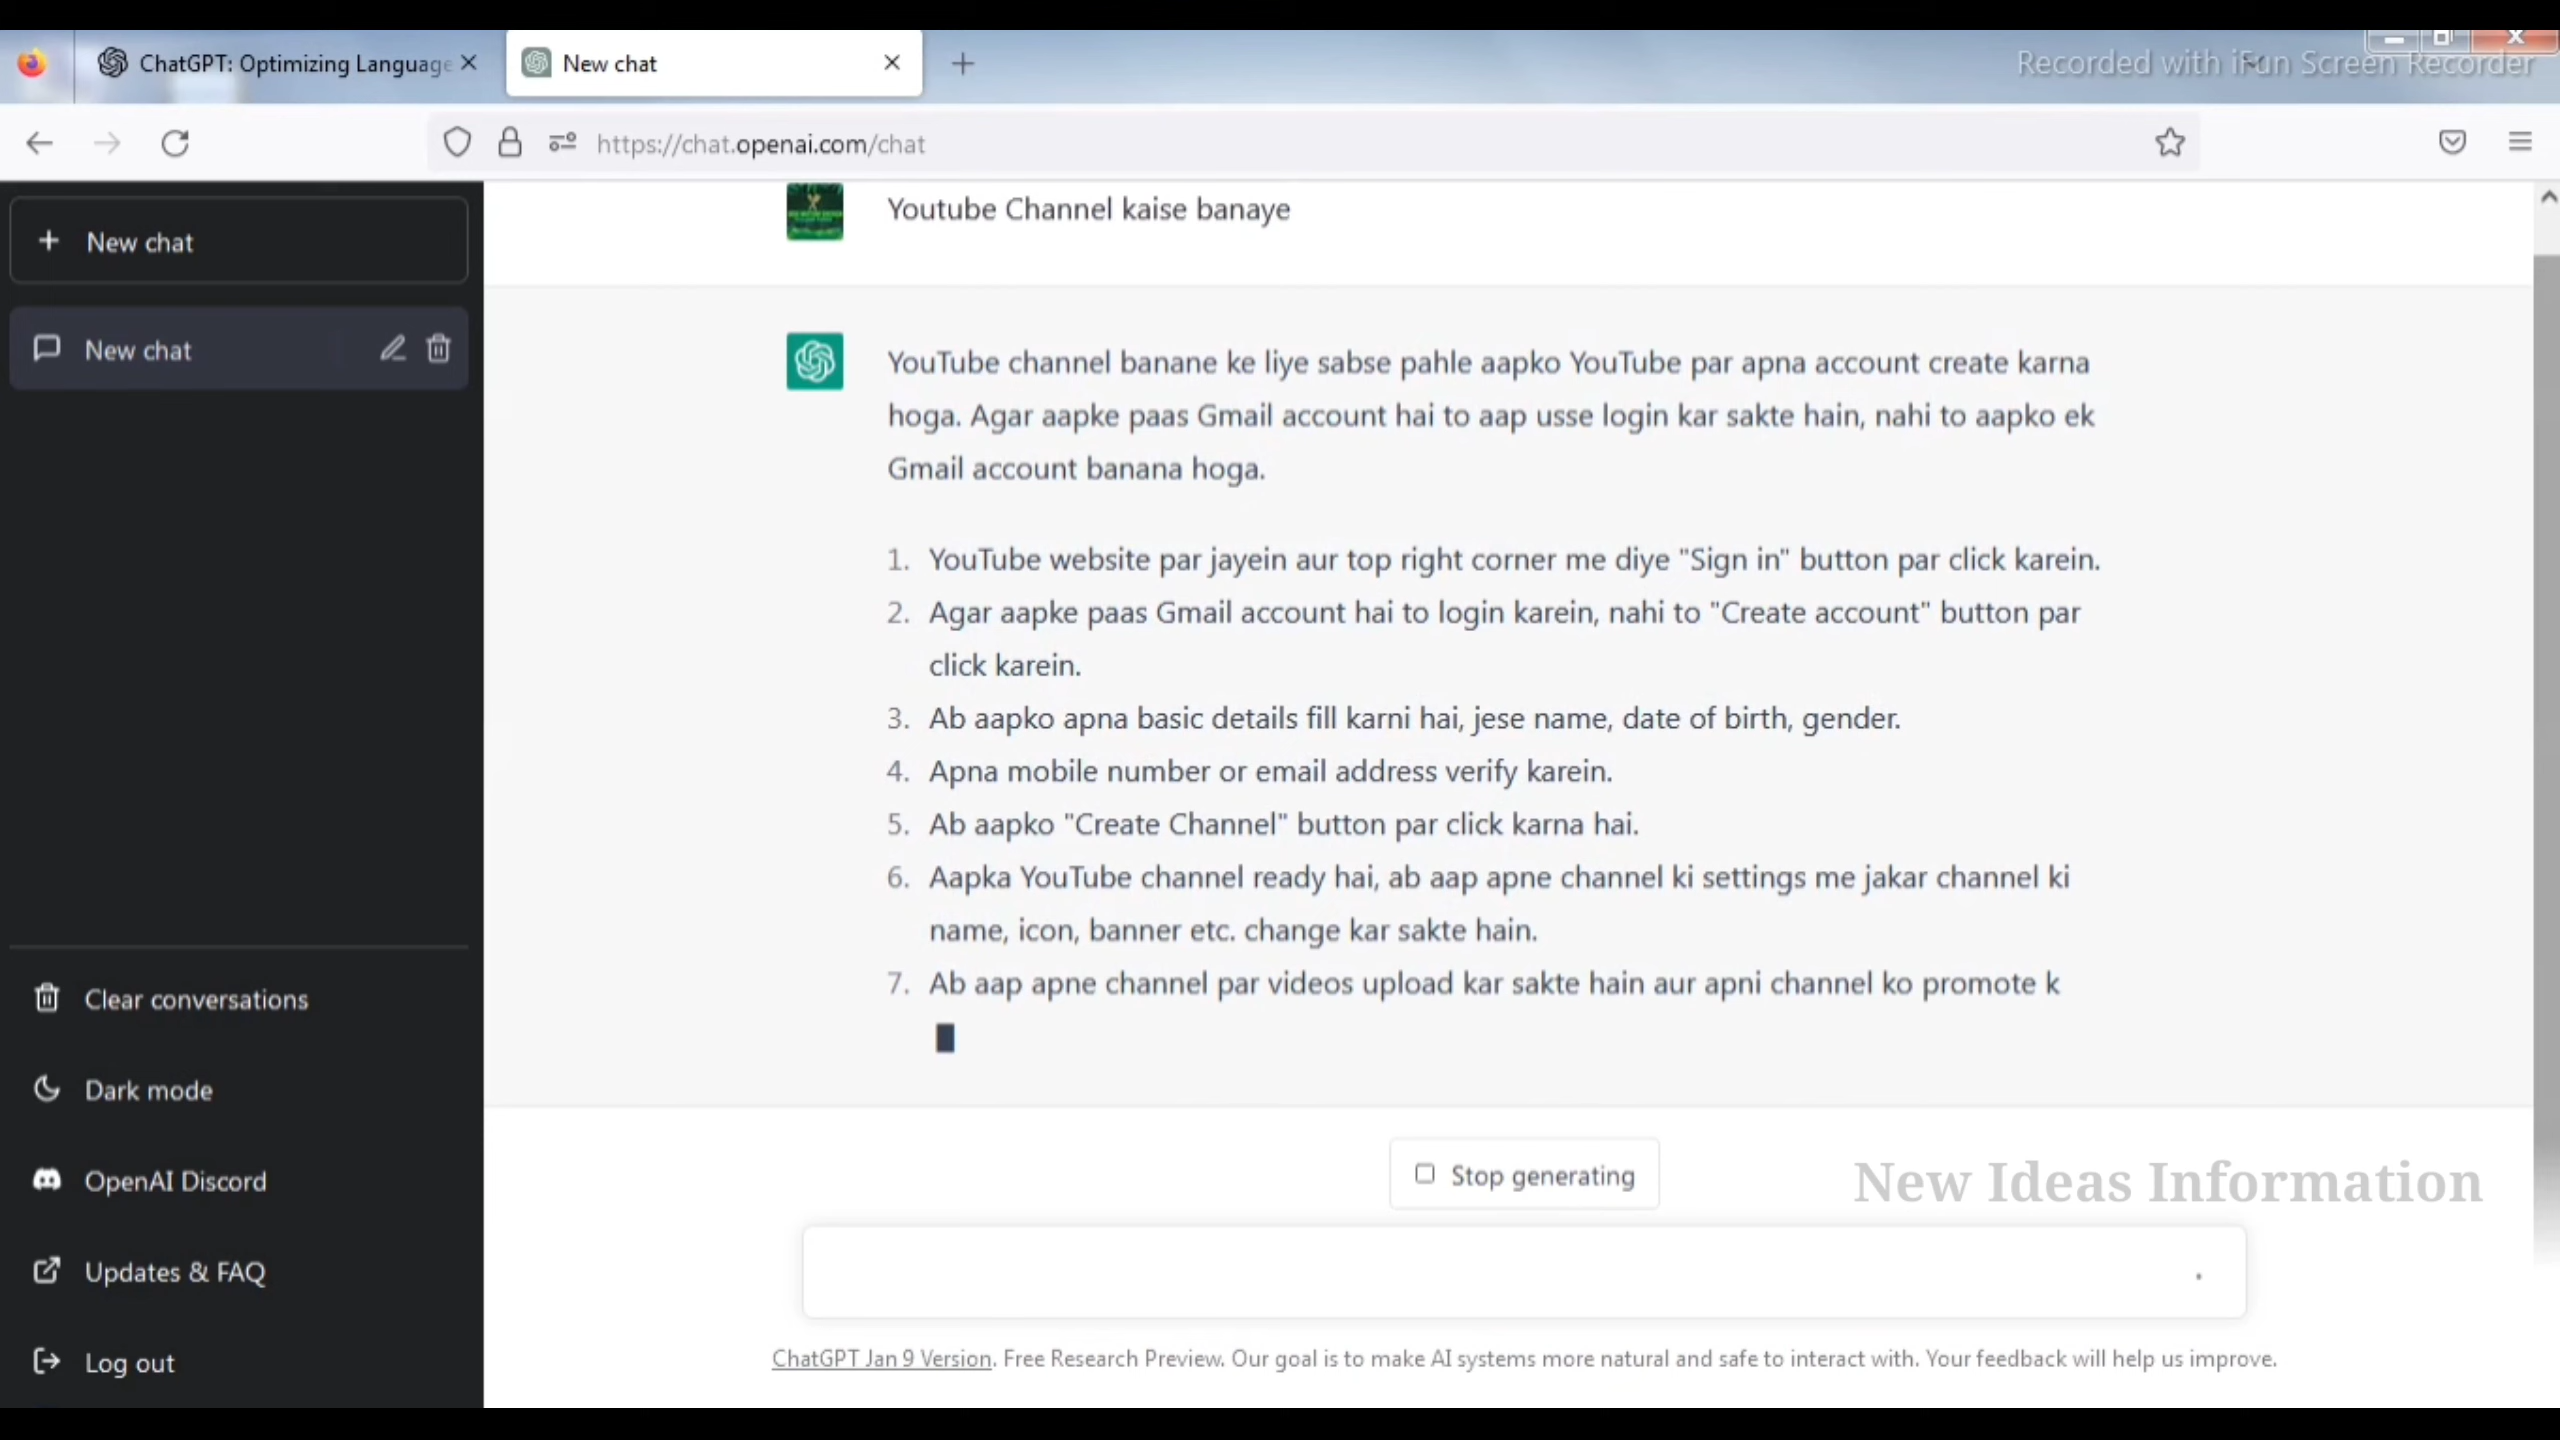 ChatGPT: Optimizing Language
New chat
Recorded with iFun Screen Recorder
https://chat.openai.com/chat
New chat
New chat
Clear conversations
Dark mode
OpenAI Discord
Updates & FAQ
Log out
Youtube Channel kaise banaye
YouTube channel banane ke liye sabse pahle aapko YouTube par apna account create karna
hoga. Agar aapke paas Gmail account hai to aap usse login kar sakte hain, nahi to aapko ek
Gmail account banana hoga.
1. YouTube website par jayein aur top right corner me diye "Sign in" button par click karein.
2. Agar aapke paas Gmail account hai to login karein, nahi to "Create account" button par
click karein.
3. Ab aapko apna basic details fill karni hai, jese name, date of birth, gender.
4. Apna mobile number or email address verify karein.
5. Ab aapko "Create Channel" button par click karna hai.
6. Aapka YouTube channel ready hai, ab aap apne channel ki settings me jakar channel ki
name, icon, banner etc. change kar sakte hain.
7. Ab aap apne channel par videos upload kar sakte hain aur apni channel ko promote k
Stop generating
New Ideas Information
ChatGPT Jan 9 Version. Free Research Preview. Our goal is to make AI systems more natural and safe to interact with. Your feedback will help us improve.